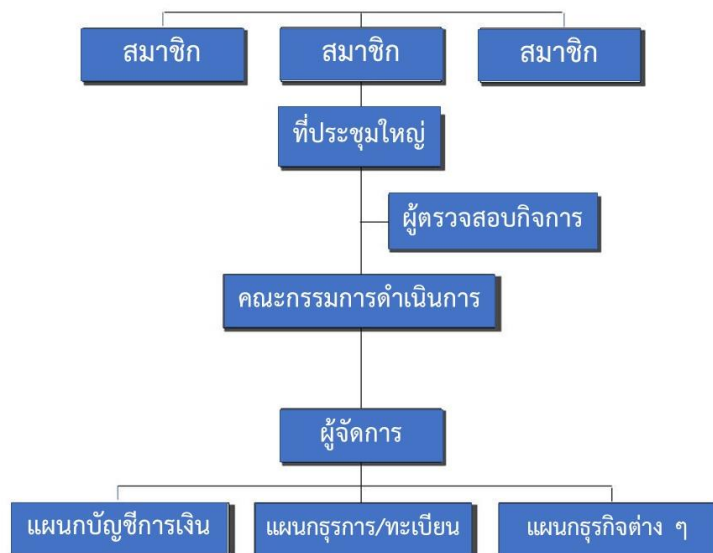 สมาชิก
สมาชิก
สมาชิก
ที่ประชุมใหญ่
ผู้ตรวจสอบกิจการ
คณะกรรมการดำเนินการ
ผู้จัดการ
แผนกบัญชีการเงิน
แผนกธุรการ/ทะเบียน
แผนกธุรกิจต่าง ๆ